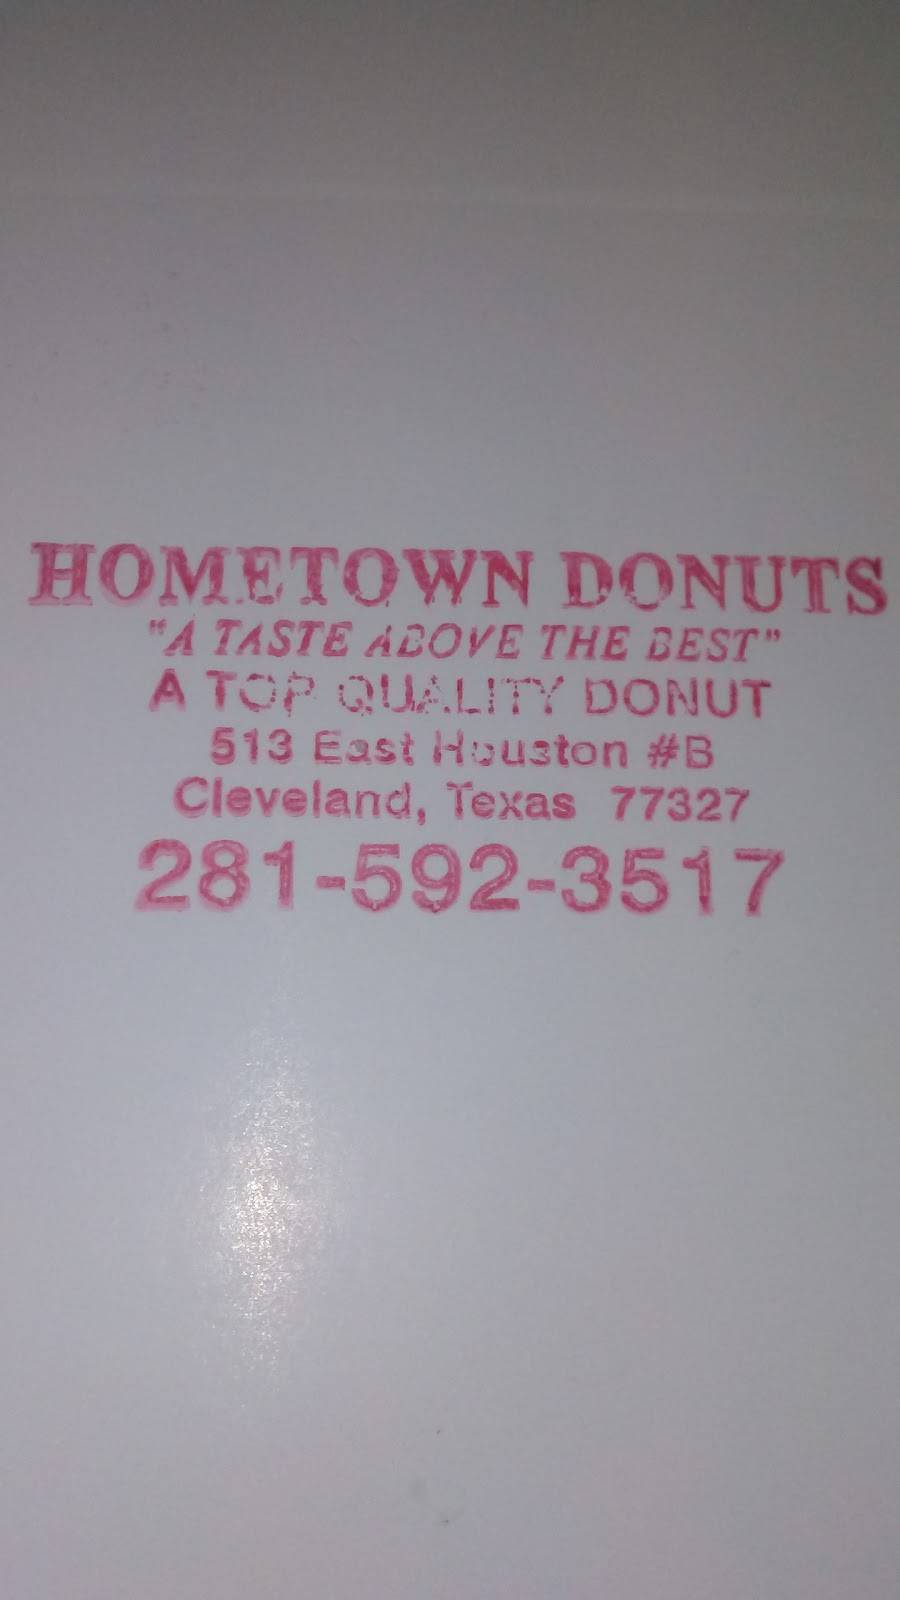 HOMETOWN DONUTS
"A TASTE ABOVE THE BEST"
A TOP QUALITY DONUT
513 East Houston #B
Cleveland, Texas 77327
281-592-3517